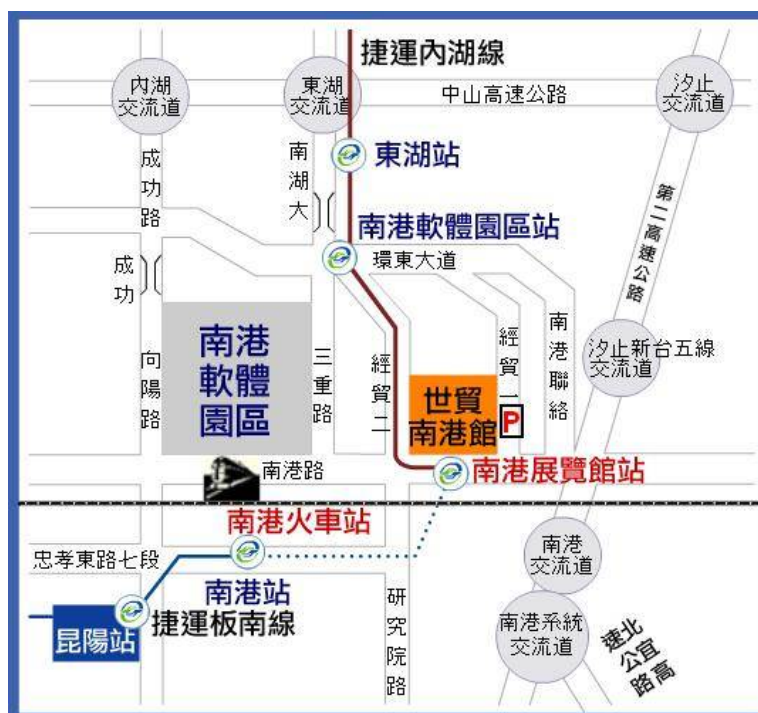 捷運內湖線
內湖
交流道
東湖
交流道
中山高速公路
汐止
交流道
成功路
南湖大
東湖站
第二高速公路
南港軟體園區站
環東大道
成功
向陽路
南港
軟體
園區
三重路
經貿二
經貿一
南港聯絡
汐止新台五線
交流道
世貿
南港館
P
南港路
南港展覽館站
南港火車站
忠孝東路七段
南港站
捷運板南線
昆陽站
研究院路
南港
交流道
南港系統
交流道
北宜高
速公路